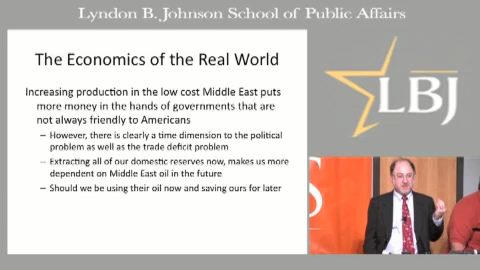 Lyndon B. Johnson School of Public Affairs
The Economics of the Real World
Increasing production in the low cost Middle East puts
more money in the hands of governments that are
not always friendly to Americans
– However, there is clearly a time dimension to the political
problem as well as the trade deficit problem
– Extracting all of our domestic reserves now, makes us more
dependent on Middle East oil in the future
– Should we be using their oil now and saving ours for later
LBJ
S